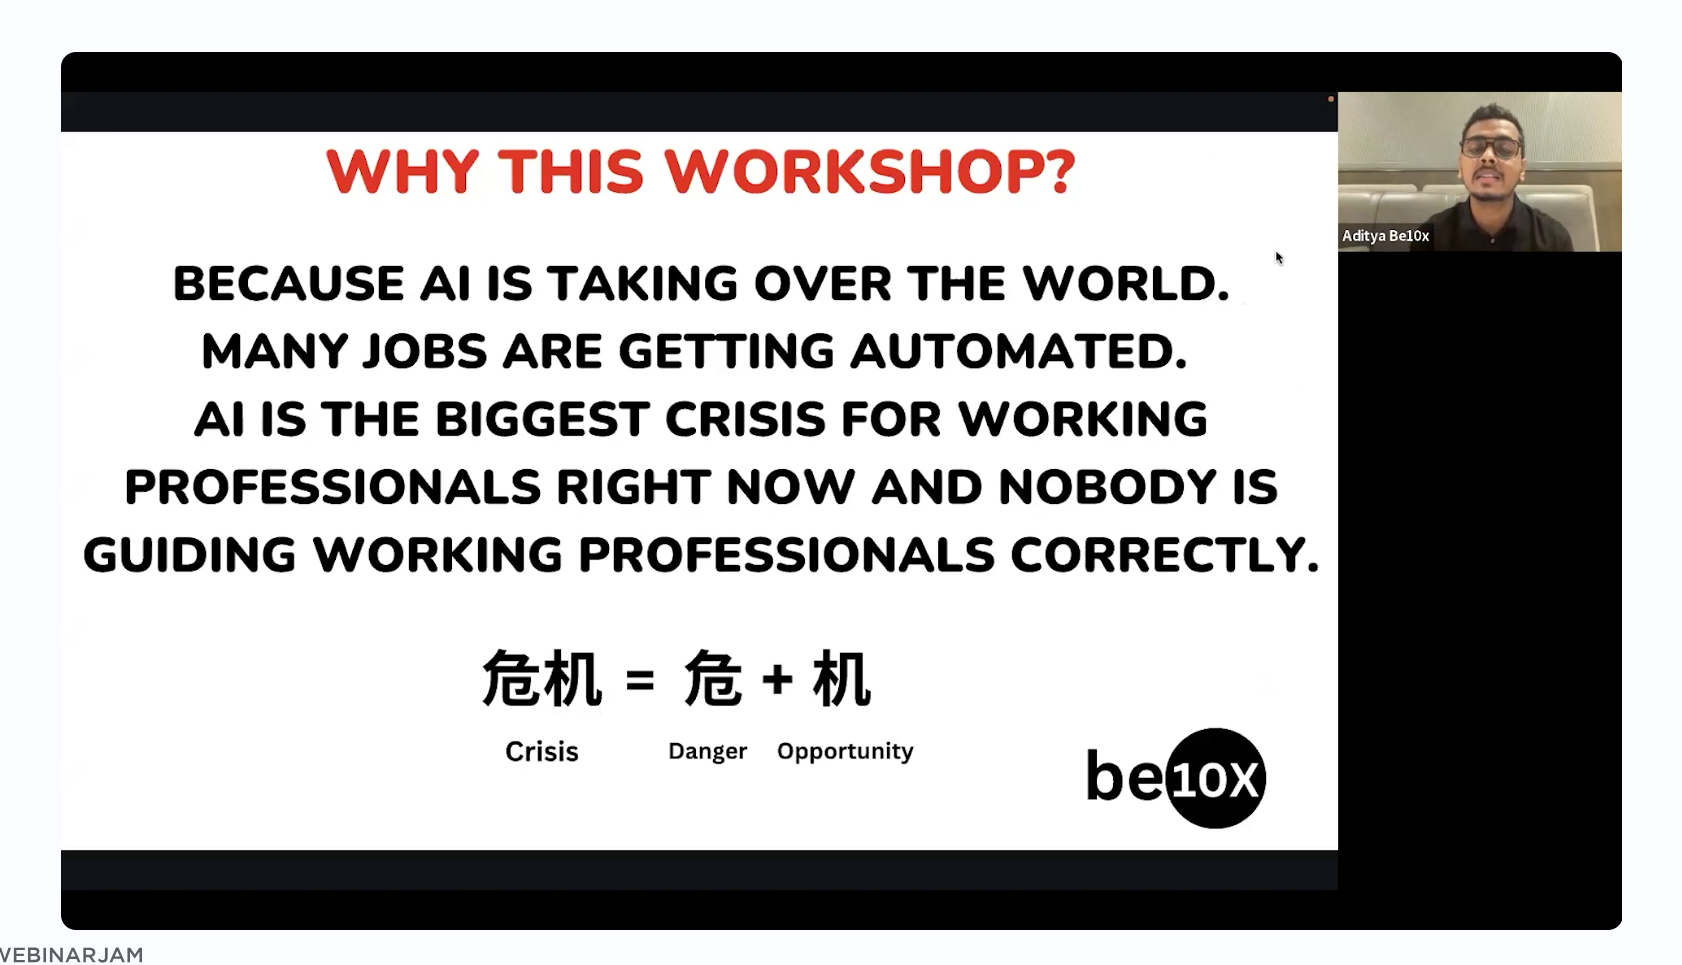 WHY THIS WORKSHOP?
BECAUSE AI IS TAKING OVER THE WORLD.
MANY JOBS ARE GETTING AUTOMATED.
AI IS THE BIGGEST CRISIS FOR WORKING
PROFESSIONALS RIGHT NOW AND NOBODY IS
GUIDING WORKING PROFESSIONALS CORRECTLY.
危机 = 危 + 机
Crisis Danger Opportunity
be10X
Aditya Be10x
WEBINARJAM